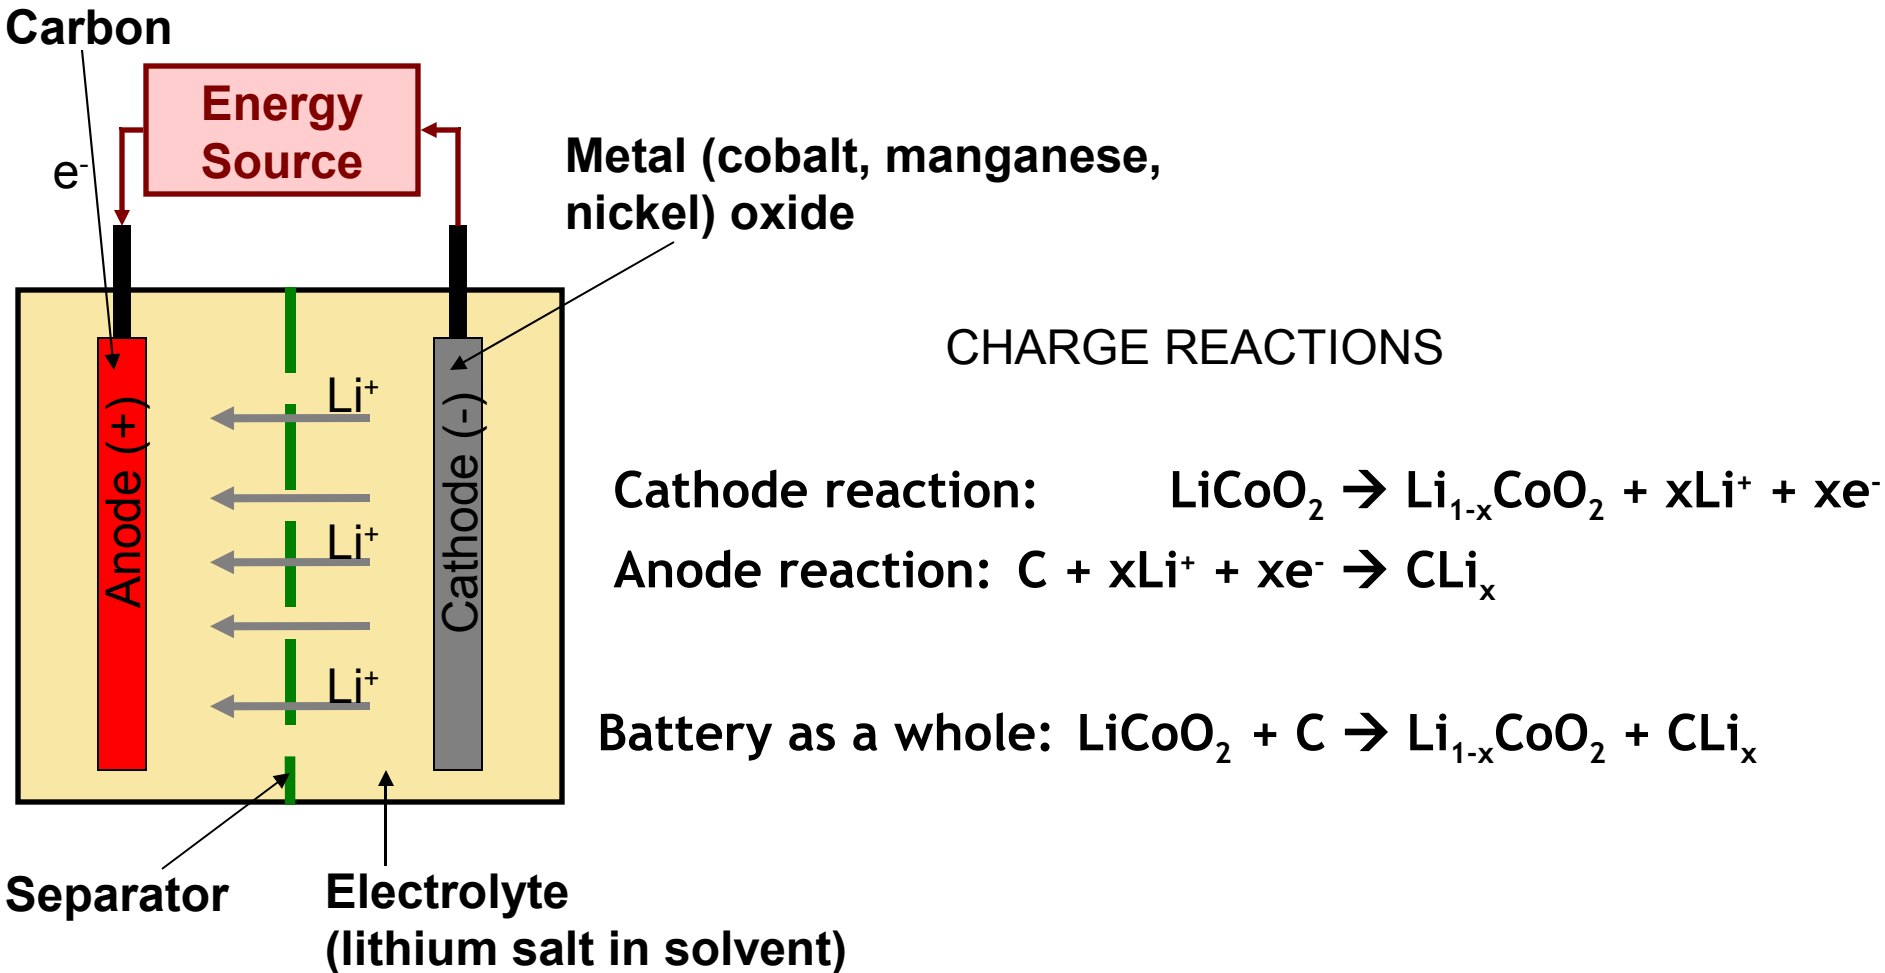 Carbon
Energy
Source
e⁻
Metal (cobalt, manganese,
nickel) oxide
CHARGE REACTIONS
Li⁺
Li⁺
Li⁺
Anode (+)
Cathode (-)
Cathode reaction: LiCoO₂ → Li₁₋ₓCoO₂ + xLi⁺ + xe⁻
Anode reaction: C + xLi⁺ + xe⁻ → CLiₓ
Battery as a whole: LiCoO₂ + C → Li₁₋ₓCoO₂ + CLiₓ
Separator
Electrolyte
(lithium salt in solvent)